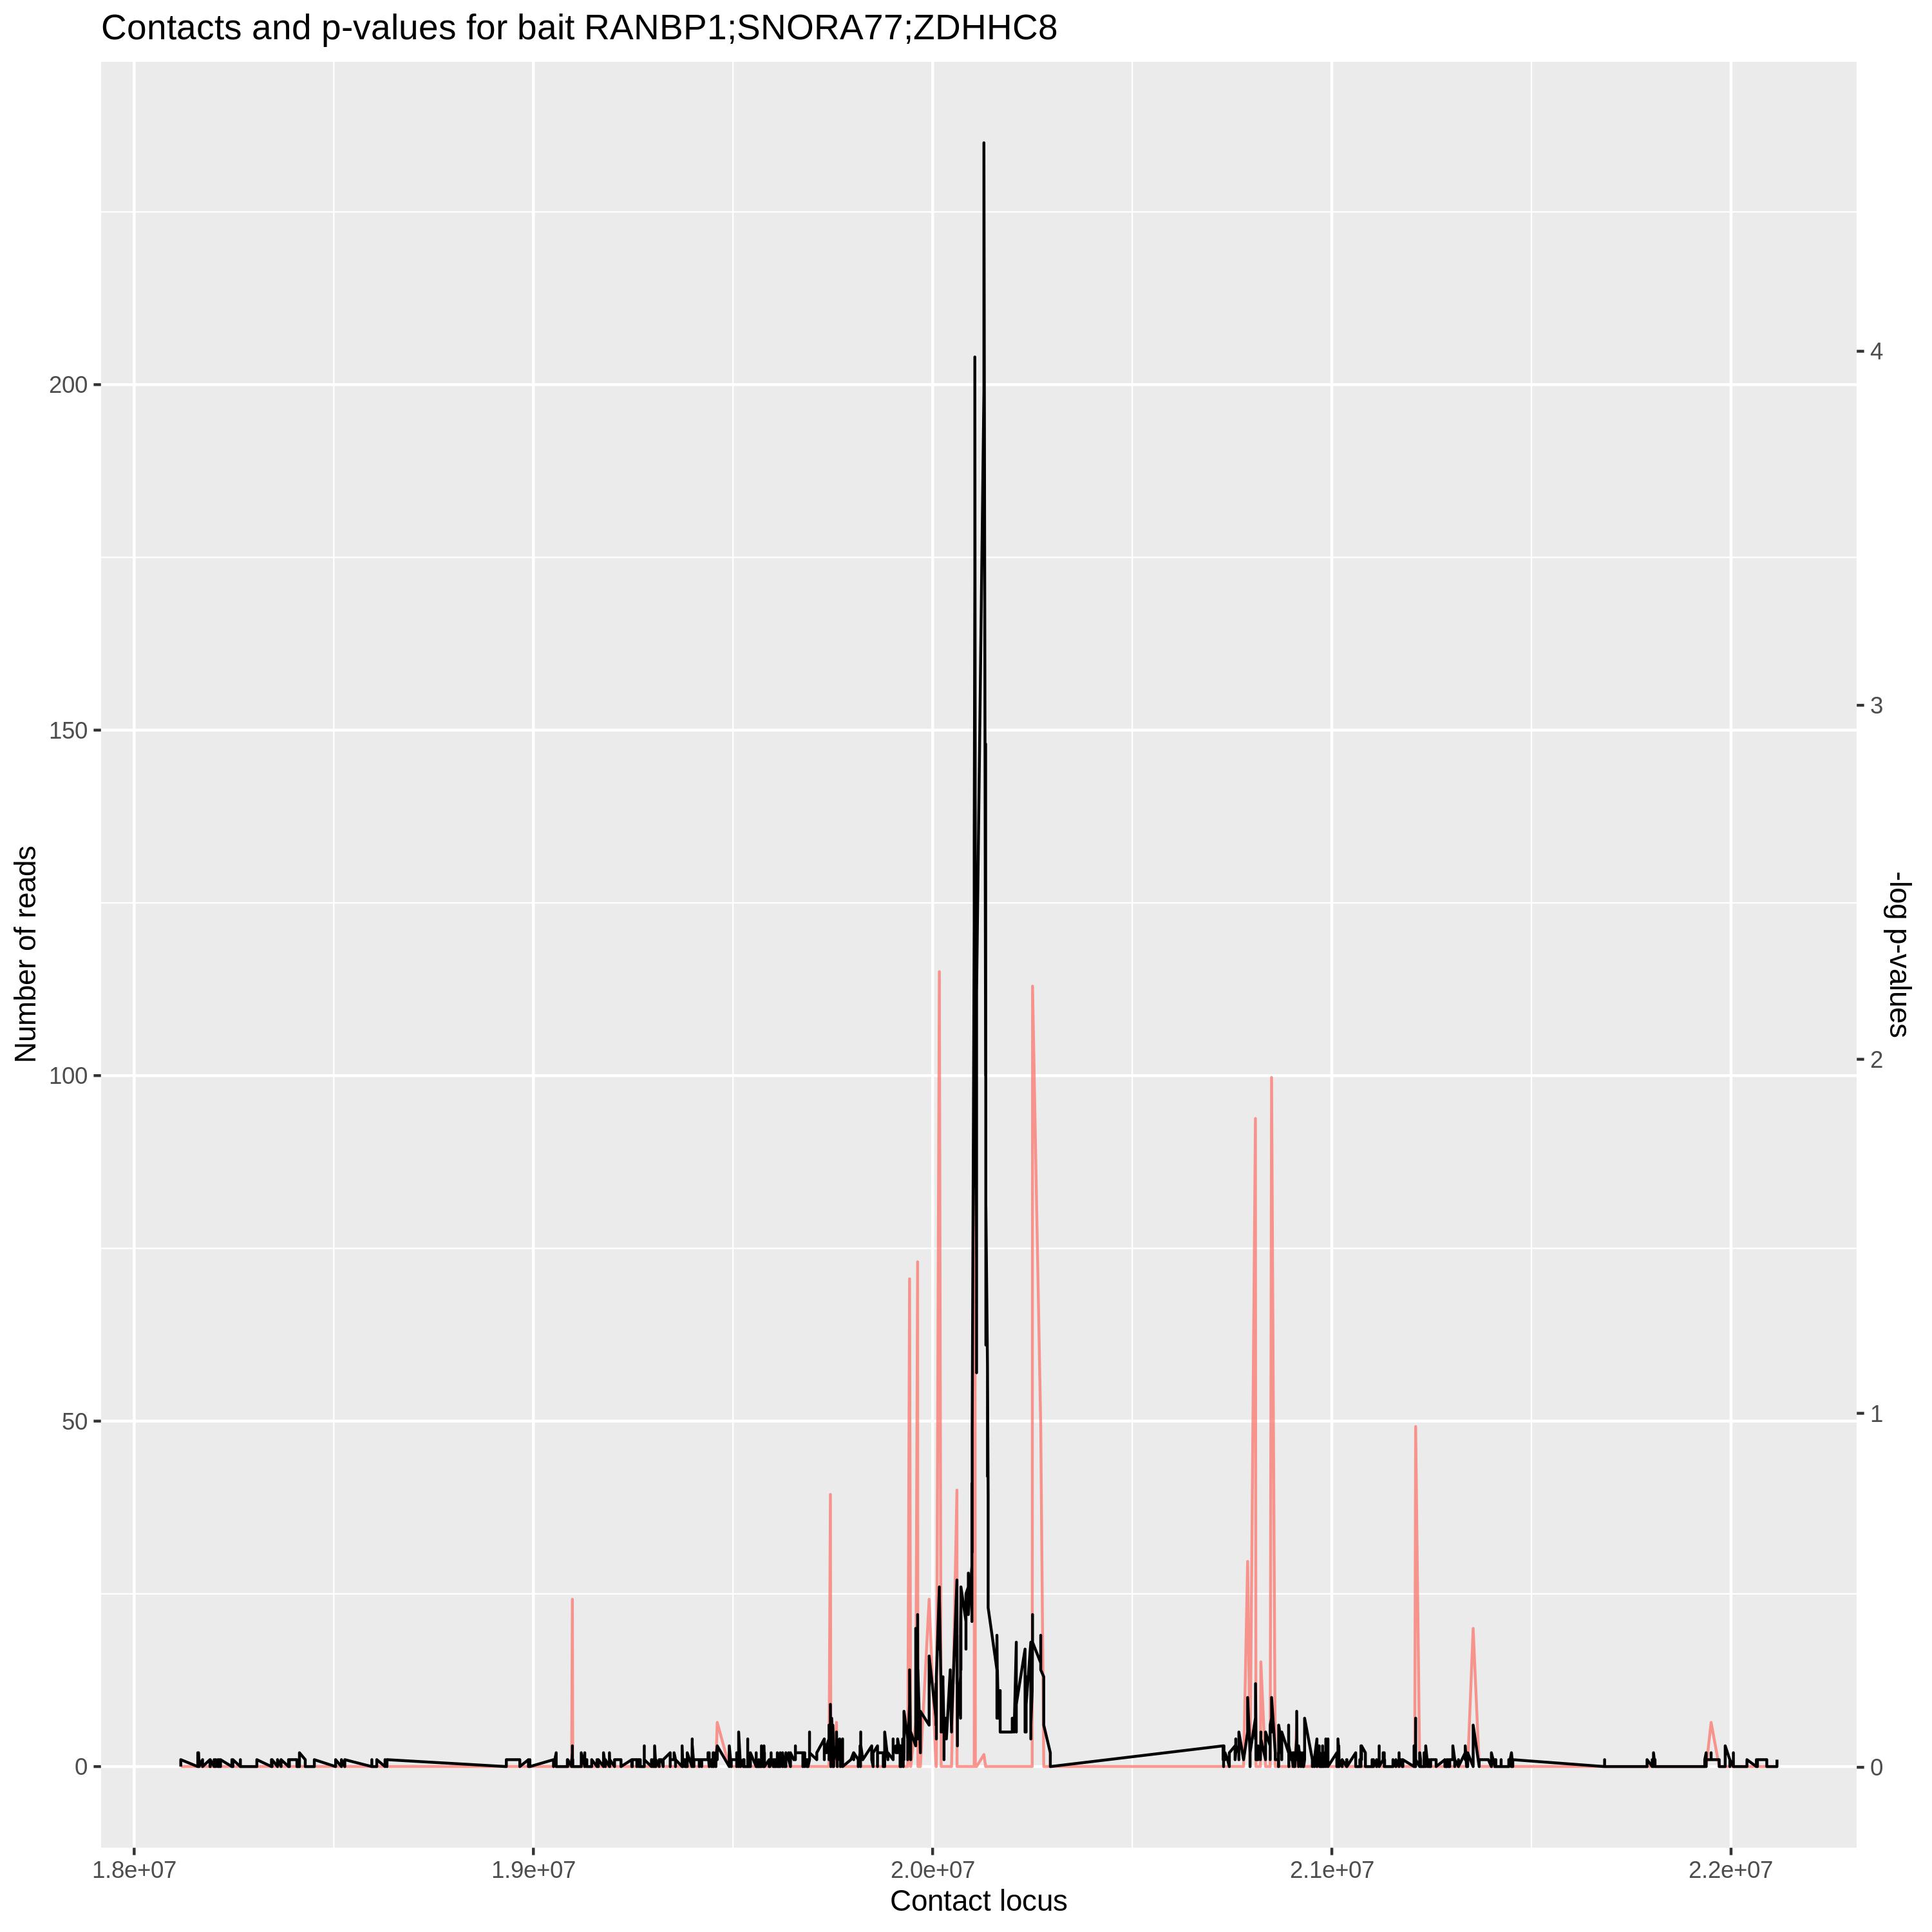 Contacts and p-values for bait RANBP1;SNORA77;ZDHHC8
Number of reads
200
150
100
50
0
4
3
2
1
0
-log p-values
1.8e+07
1.9e+07
2.0e+07
2.1e+07
2.2e+07
Contact locus